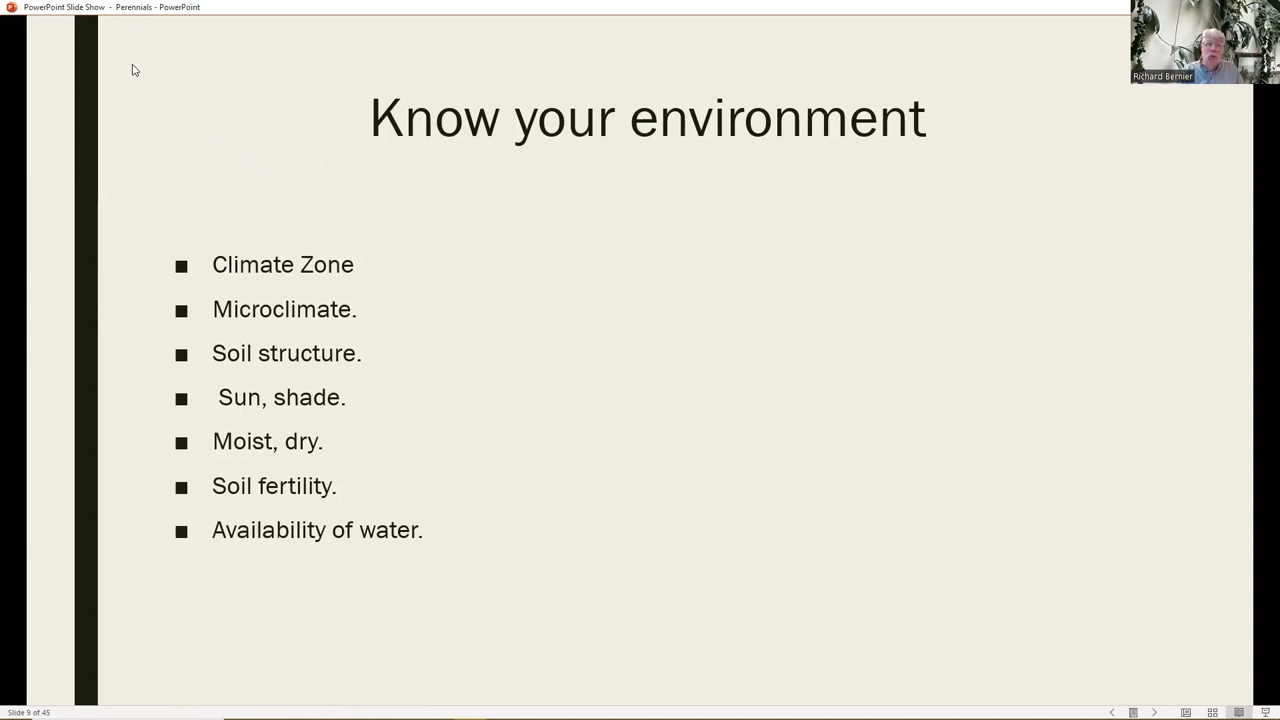 PowerPoint Slide Show - Perennials - PowerPoint
Richard Bernier
Know your environment
■ Climate Zone
■ Microclimate.
■ Soil structure.
■ Sun, shade.
■ Moist, dry.
■ Soil fertility.
■ Availability of water.
Slide 9 of 45